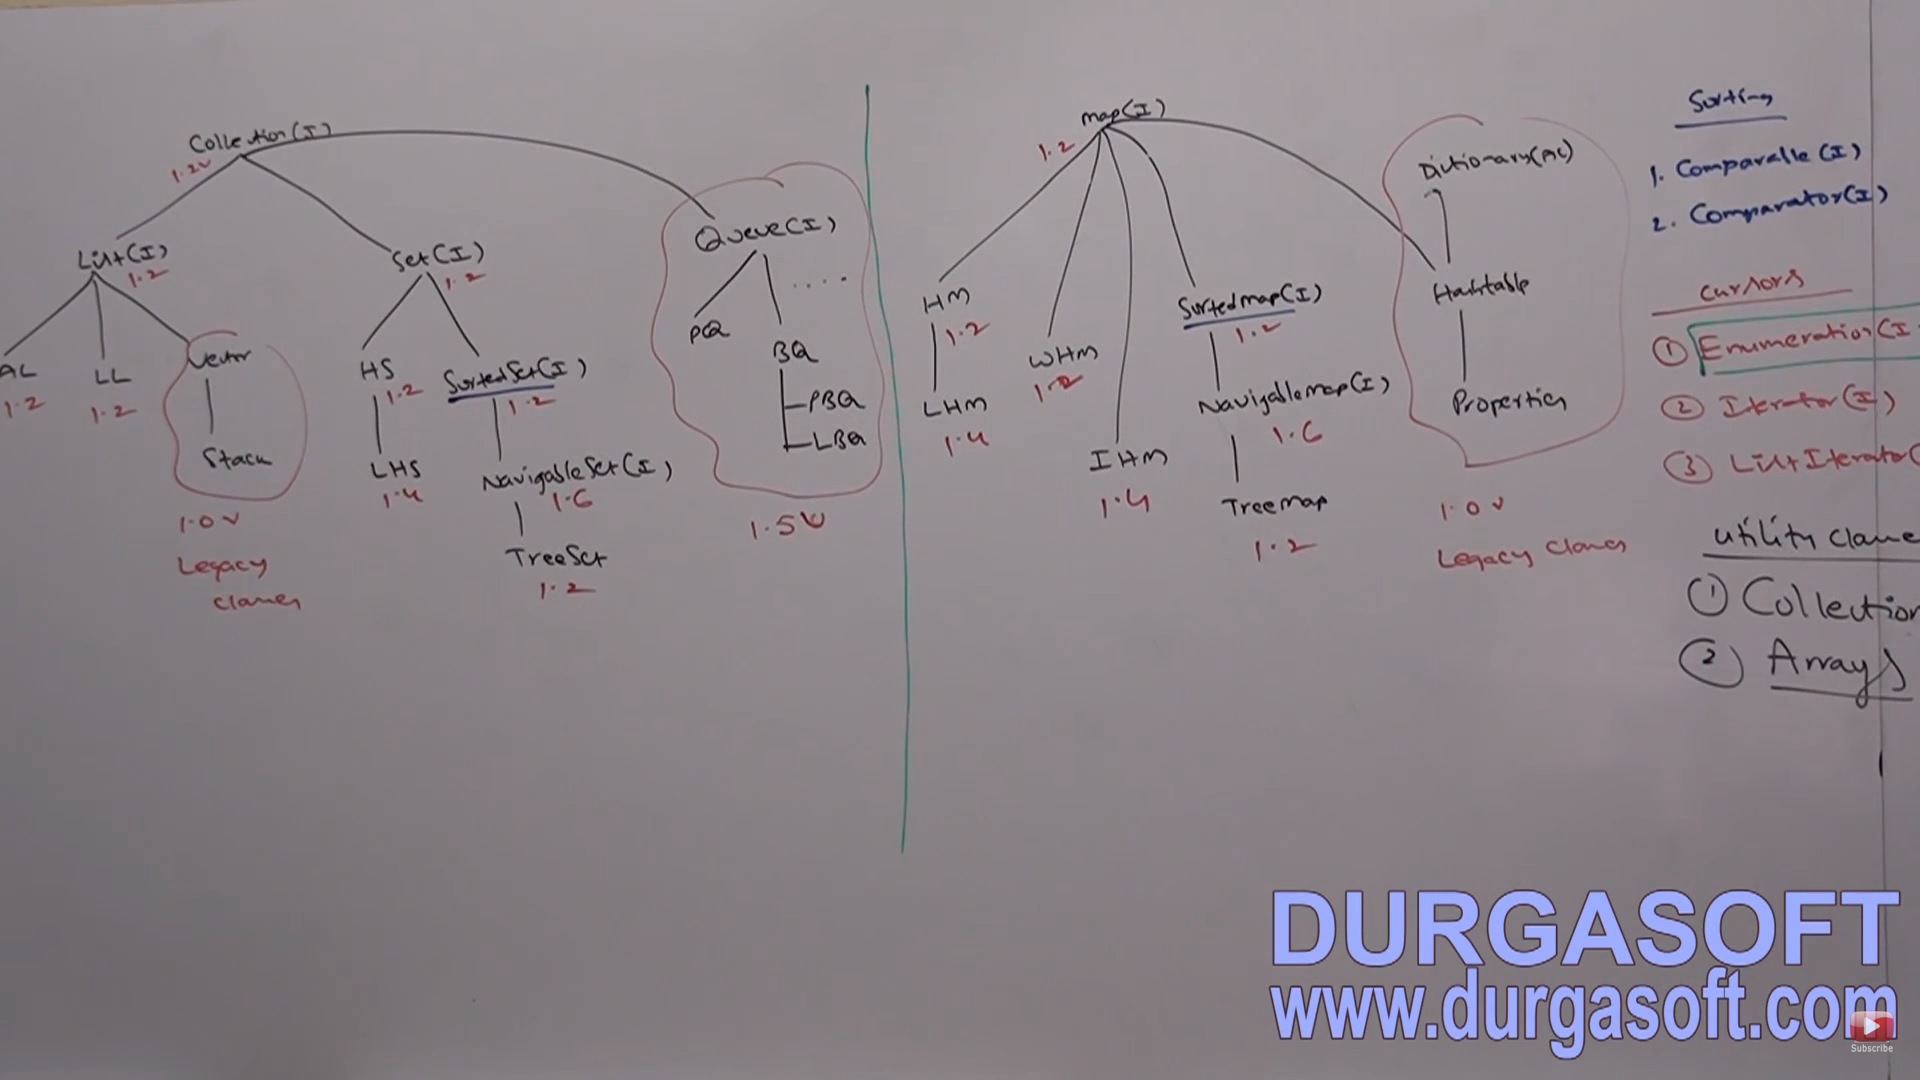 Collection(I)
1.2v
List(I)
1.2
AL
1.2
LL
1.2
Vector
Stack
1.0 v
Legacy
classes
Set(I)
1.2
HS
1.2
LHS
1.4
SortedSet(I)
1.2
NavigableSet(I)
1.6
TreeSet
1.2
Queue(I)
....
PQ
BQ
PBQ
LBQ
1.5 v
map(I)
1.2
HM
1.2
LHM
1.4
WHM
1.2
IHM
1.4
Sortedmap(I)
1.2
Navigablemap(I)
1.6
Treemap
1.2
Dictionary(AC)
Hashtable
Properties
1.0 v
Legacy classes
Sorting
1. Comparable (I)
2. Comparator(I)
cursors
① Enumeration(I
② Iterator(I)
③ ListIterator(
utility classe
① Collection
② Arrays
DURGASOFT
www.durgasoft.com
Subscribe